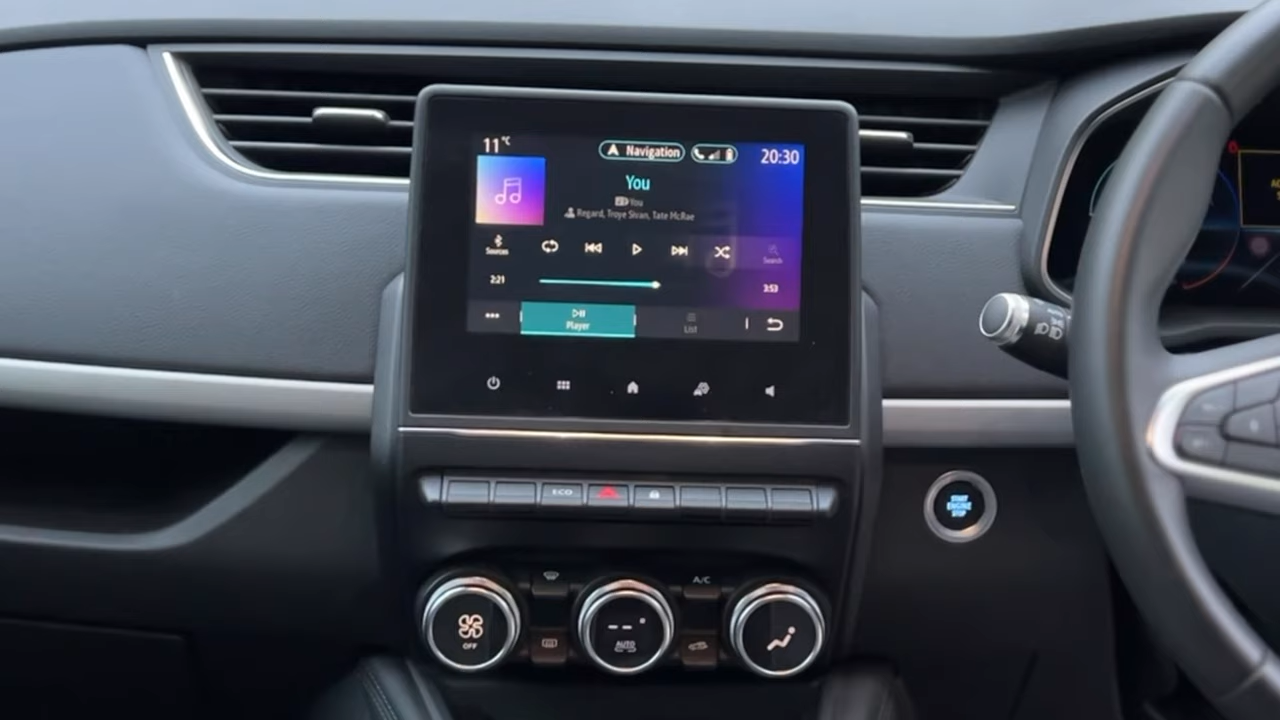 11 °C
Navigation
20:30
You
You
Regard, Troye Sivan, Tate McRae
Sources
Search
2:21
3:53
Player
List
ECO
START
ENGINE
STOP
A/C
OFF
-- °
AUTO